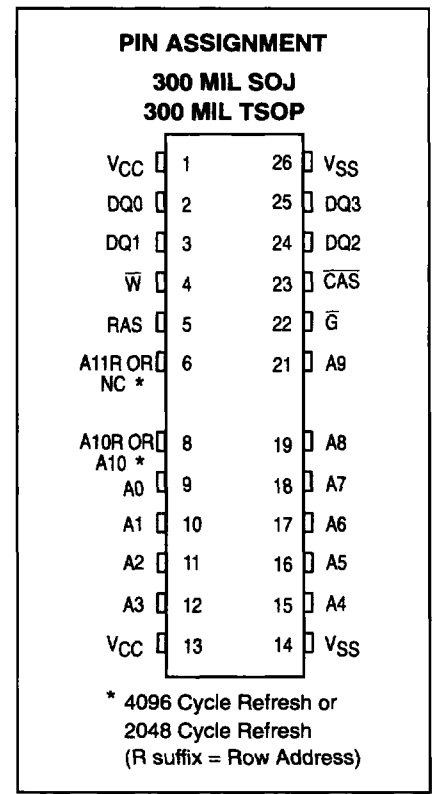 PIN ASSIGNMENT
300 MIL SOJ
300 MIL TSOP
VCC 1 26 VSS
DQ0 2 25 DQ3
DQ1 3 24 DQ2
W̅ 4 23 C̅A̅S̅
RAS 5 22 G̅
A11R OR 6 21 A9
NC *
A10R OR 8 19 A8
A10 *
A0 9 18 A7
A1 10 17 A6
A2 11 16 A5
A3 12 15 A4
VCC 13 14 VSS
* 4096 Cycle Refresh or
2048 Cycle Refresh
(R suffix = Row Address)